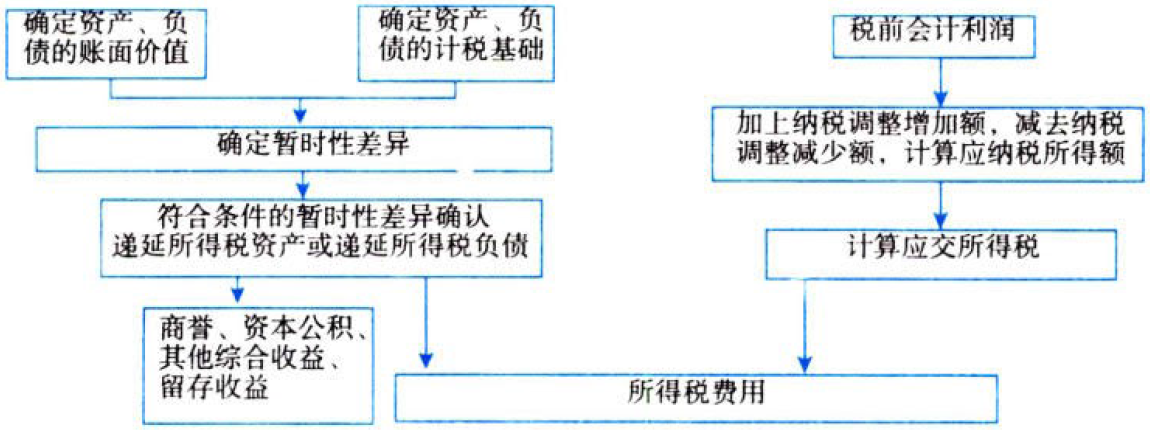 确定资产、负
债的账面价值
确定资产、负
债的计税基础
确定暂时性差异
符合条件的暂时性差异确认
递延所得税资产或递延所得税负债
商誉、资本公积、
其他综合收益、
留存收益
税前会计利润
加上纳税调整增加额，减去纳税
调整减少额，计算应纳税所得额
计算应交所得税
所得税费用